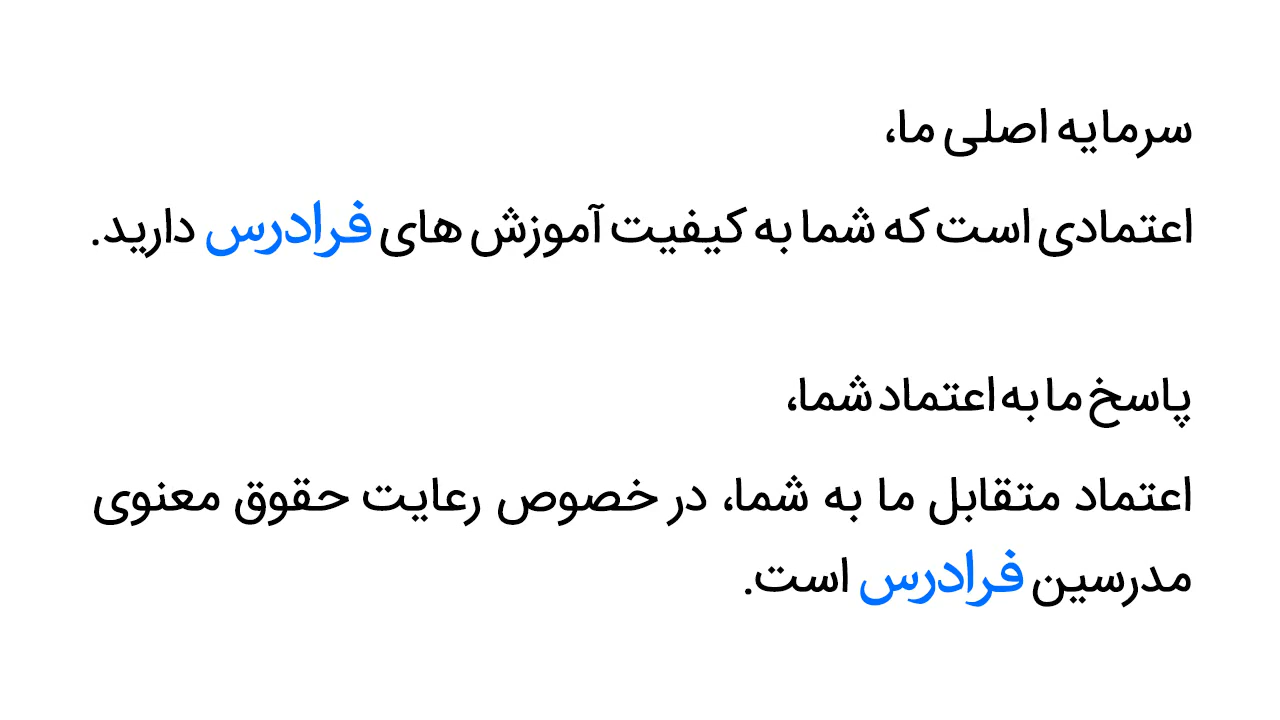 سرمایه اصلی ما،
اعتمادی است که شما به کیفیت آموزش های فرادرس دارید.
پاسخ ما به اعتماد شما،
اعتماد متقابل ما به شما، در خصوص رعایت حقوق معنوی
مدرسین فرادرس است.